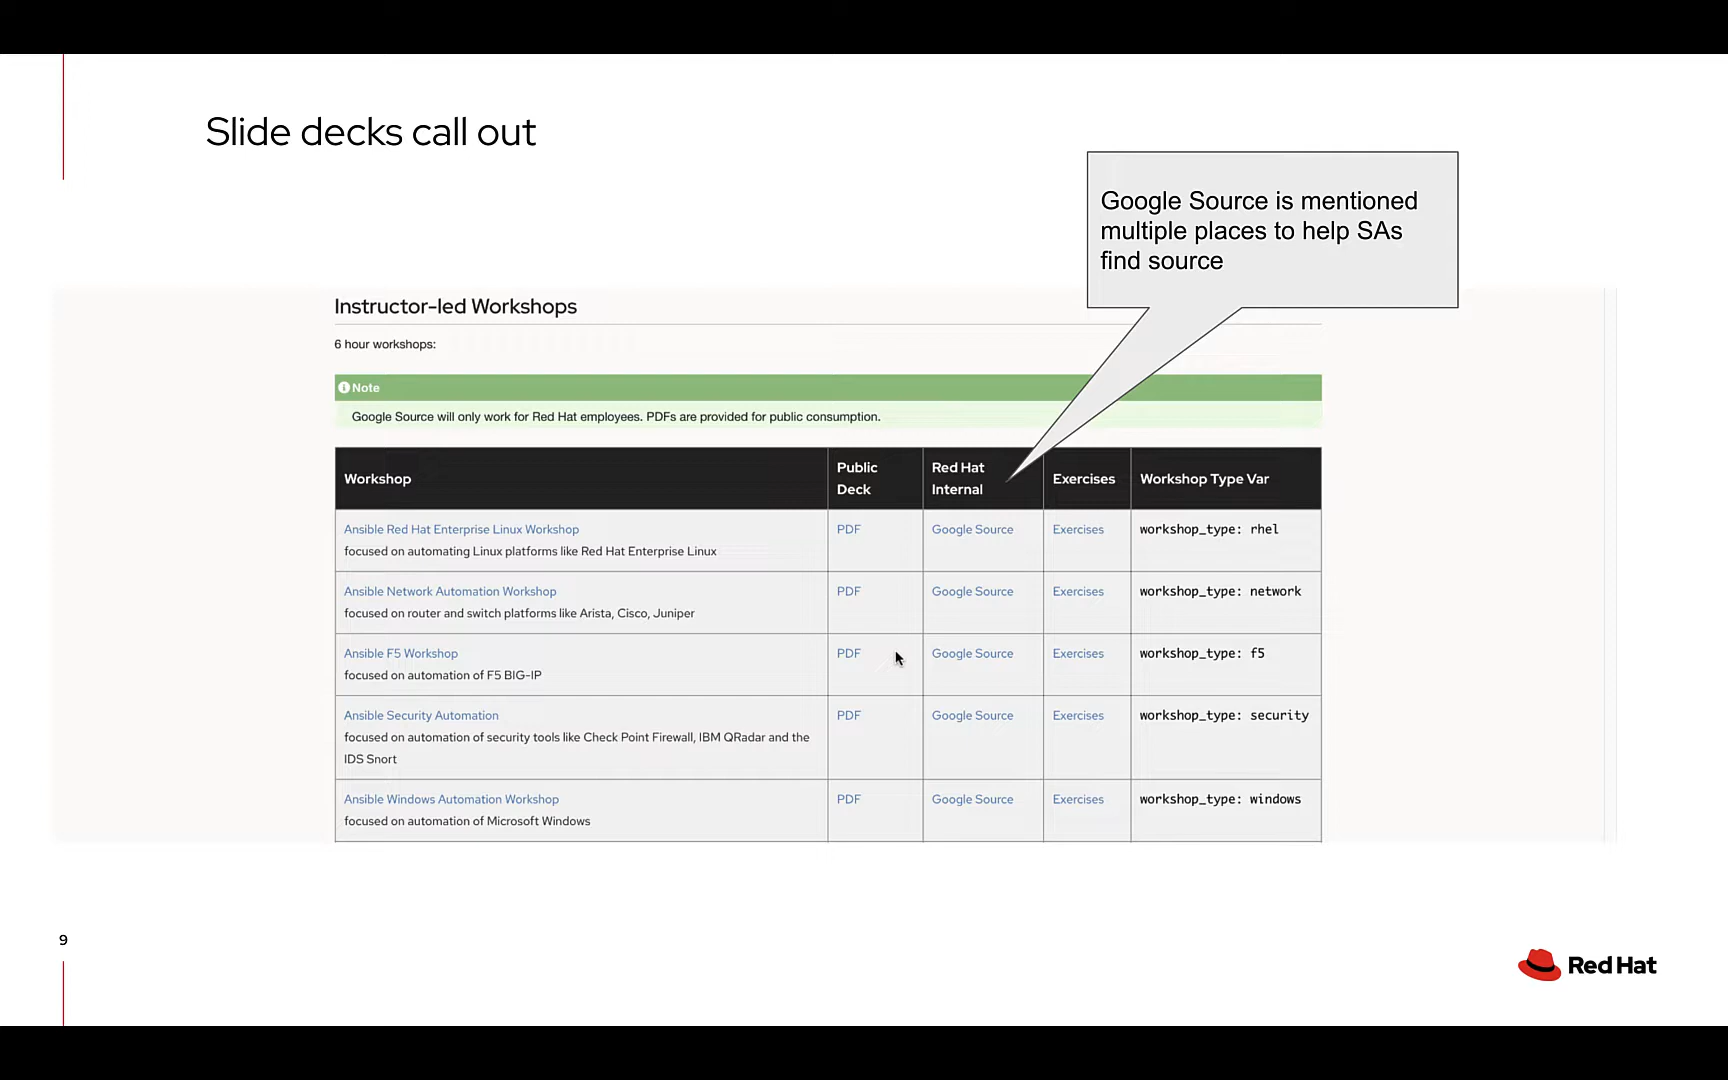 Slide decks call out
Google Source is mentioned
multiple places to help SAs
find source
Instructor-led Workshops
6 hour workshops:
Note
Google Source will only work for Red Hat employees. PDFs are provided for public consumption.
Workshop
Public
Deck
Red Hat
Internal
Exercises
Workshop Type Var
Ansible Red Hat Enterprise Linux Workshop
focused on automating Linux platforms like Red Hat Enterprise Linux
PDF
Google Source
Exercises
workshop_type: rhel
Ansible Network Automation Workshop
focused on router and switch platforms like Arista, Cisco, Juniper
PDF
Google Source
Exercises
workshop_type: network
Ansible F5 Workshop
focused on automation of F5 BIG-IP
PDF
Google Source
Exercises
workshop_type: f5
Ansible Security Automation
focused on automation of security tools like Check Point Firewall, IBM QRadar and the
IDS Snort
PDF
Google Source
Exercises
workshop_type: security
Ansible Windows Automation Workshop
focused on automation of Microsoft Windows
PDF
Google Source
Exercises
workshop_type: windows
9
Red Hat